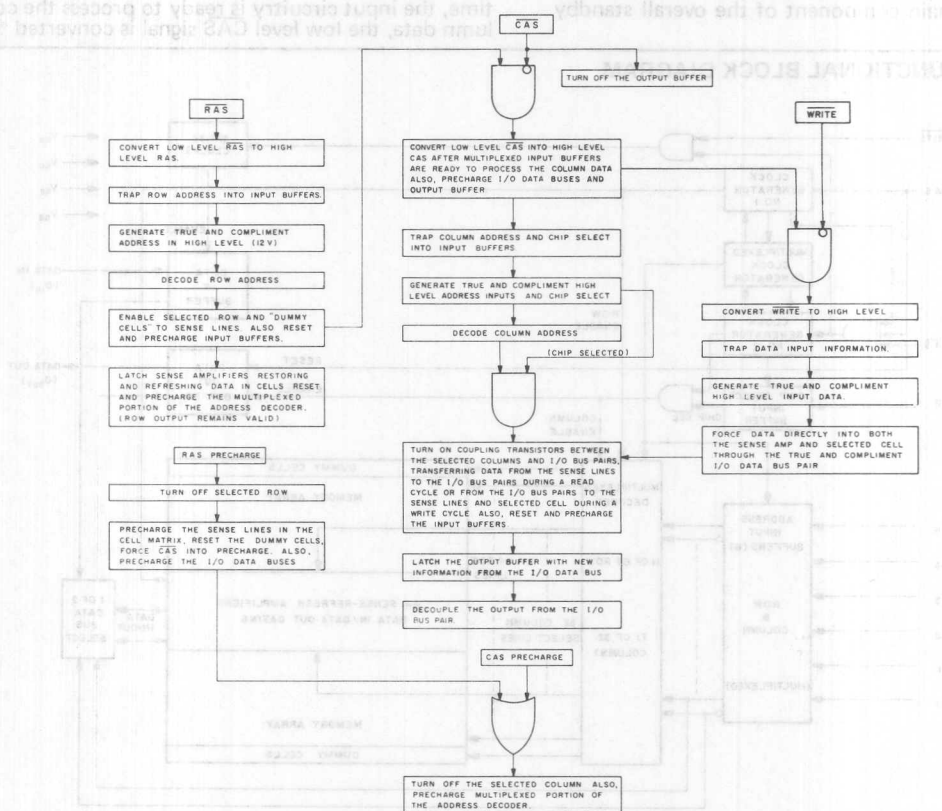 tain component of the overall standby
time, the input circuitry is ready to process the co
lumn data, the low level CAS signal is converted t
FUNCTIONAL BLOCK DIAGRAM
CAS
TURN OFF THE OUTPUT BUFFER
RAS
CONVERT LOW LEVEL RAS TO HIGH
LEVEL RAS.
TRAP ROW ADDRESS INTO INPUT BUFFERS.
GENERATE TRUE AND COMPLIMENT
ADDRESS IN HIGH LEVEL (12V)
DECODE ROW ADDRESS
ENABLE SELECTED ROW AND "DUMMY
CELLS" TO SENSE LINES. ALSO RESET
AND PRECHARGE INPUT BUFFERS.
LATCH SENSE AMPLIFIERS RESTORING
AND REFRESHING DATA IN CELLS RESET
AND PRECHARGE THE MULTIPLEXED
PORTION OF THE ADDRESS DECODER.
(ROW OUTPUT REMAINS VALID)
RAS PRECHARGE
TURN OFF SELECTED ROW
PRECHARGE THE SENSE LINES IN THE
CELL MATRIX, RESET THE DUMMY CELLS,
FORCE CAS INTO PRECHARGE. ALSO,
PRECHARGE THE I/O DATA BUSES
CONVERT LOW LEVEL CAS INTO HIGH LEVEL
CAS AFTER MULTIPLEXED INPUT BUFFERS
ARE READY TO PROCESS THE COLUMN DATA
ALSO, PRECHARGE I/O DATA BUSES AND
OUTPUT BUFFER
TRAP COLUMN ADDRESS AND CHIP SELECT
INTO INPUT BUFFERS
GENERATE TRUE AND COMPLIMENT HIGH
LEVEL ADDRESS INPUTS AND CHIP SELECT
DECODE COLUMN ADDRESS
(CHIP SELECTED)
TURN ON COUPLING TRANSISTORS BETWEEN
THE SELECTED COLUMNS AND I/O BUS PAIRS,
TRANSFERRING DATA FROM THE SENSE LINES
TO THE I/O BUS PAIRS DURING A READ
CYCLE OR FROM THE I/O BUS PAIRS TO THE
SENSE LINES AND SELECTED CELL DURING A
WRITE CYCLE. ALSO, RESET AND PRECHARGE
THE INPUT BUFFERS
LATCH THE OUTPUT BUFFER WITH NEW
INFORMATION FROM THE I/O DATA BUS
DECOUPLE THE OUTPUT FROM THE I/O
BUS PAIR
CAS PRECHARGE
TURN OFF THE SELECTED COLUMN ALSO,
PRECHARGE MULTIPLEXED PORTION OF
THE ADDRESS DECODER.
WRITE
CONVERT WRITE TO HIGH LEVEL
TRAP DATA INPUT INFORMATION.
GENERATE TRUE AND COMPLIMENT
HIGH LEVEL INPUT DATA.
FORCE DATA DIRECTLY INTO BOTH
THE SENSE AMP AND SELECTED CELL
THROUGH THE TRUE AND COMPLIMENT
I/O DATA BUS PAIR